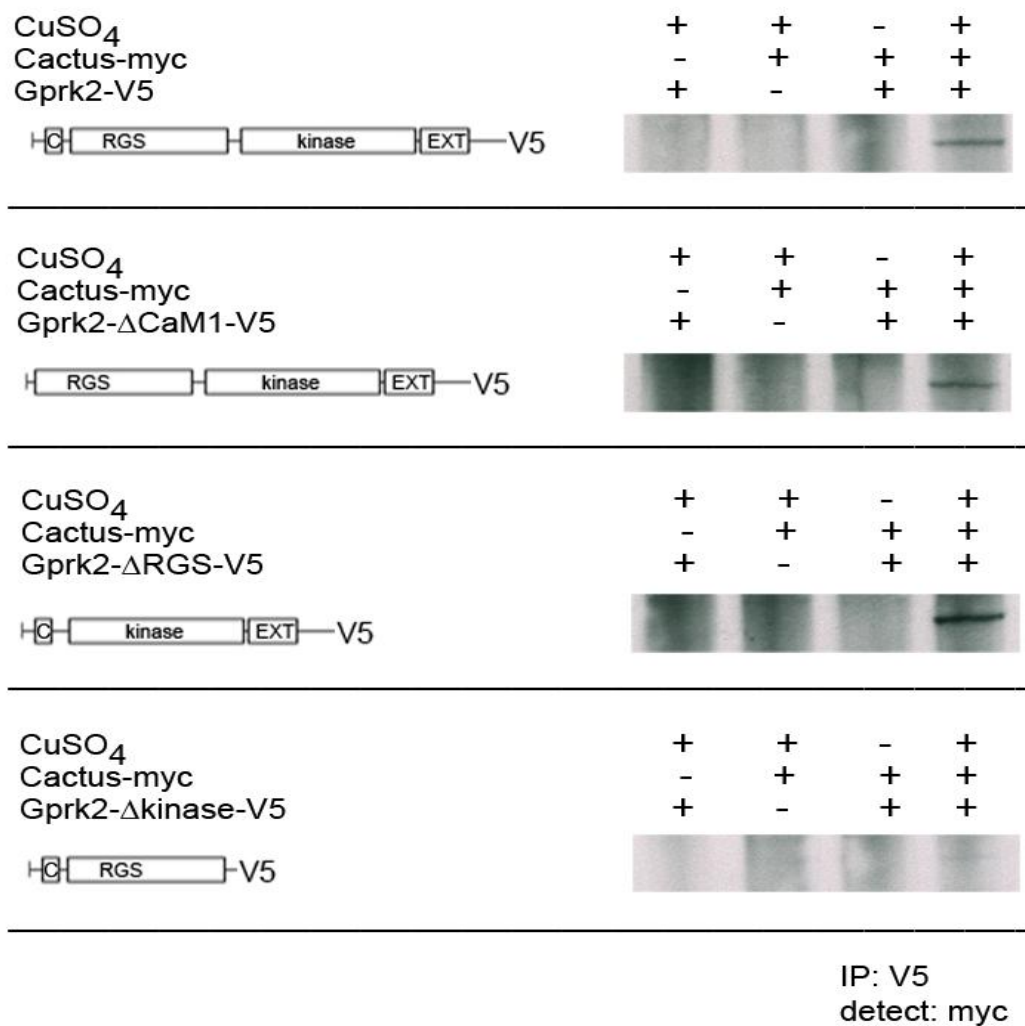 CuSO4 + + - +
Cactus-myc - + + +
Gprk2-V5 + - + +
C RGS kinase EXT V5
CuSO4 + + - +
Cactus-myc - + + +
Gprk2-ΔCaM1-V5 + - + +
RGS kinase EXT V5
CuSO4 + + - +
Cactus-myc - + + +
Gprk2-ΔRGS-V5 + - + +
C kinase EXT V5
CuSO4 + + - +
Cactus-myc - + + +
Gprk2-Δkinase-V5 + - + +
C RGS V5
IP: V5
detect: myc